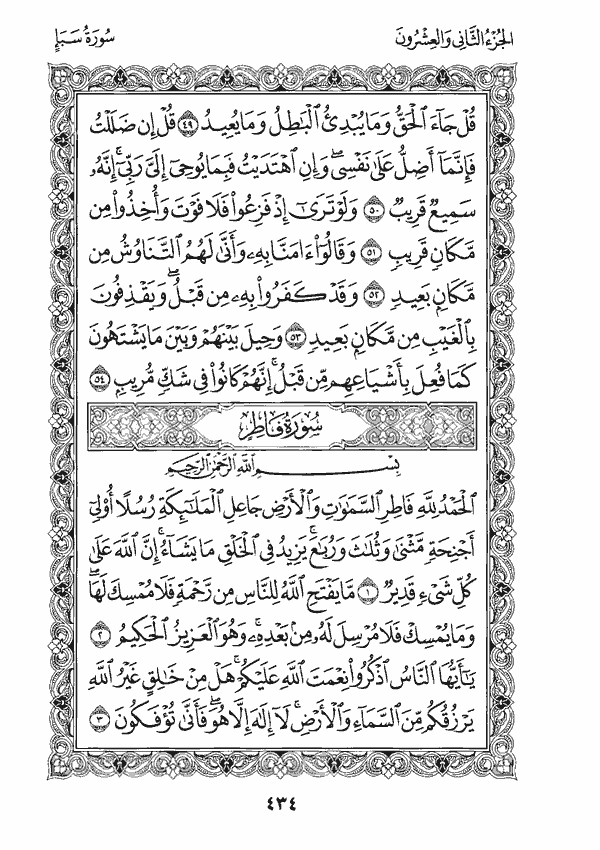 الجُزْءُ الثَّانِي وَالعِشْرُونَ
سُورَةُ سَبَإٍ
قُلْ جَآءَ ٱلْحَقُّ وَمَا يُبْدِئُ ٱلْبَٰطِلُ وَمَا يُعِيدُ ٤٩ قُلْ إِن ضَلَلْتُ
فَإِنَّمَآ أَضِلُّ عَلَىٰ نَفْسِى ۖ وَإِنِ ٱهْتَدَيْتُ فَبِمَا يُوحِىٓ إِلَىَّ رَبِّىٓ ۚ إِنَّهُۥ
سَمِيعٌ قَرِيبٌ ٥٠ وَلَوْ تَرَىٰٓ إِذْ فَزِعُوا۟ فَلَا فَوْتَ وَأُخِذُوا۟ مِن
مَّكَانٍ قَرِيبٍ ٥١ وَقَالُوٓا۟ ءَامَنَّا بِهِۦ وَأَنَّىٰ لَهُمُ ٱلتَّنَاوُشُ مِن
مَّكَانٍۭ بَعِيدٍ ٥٢ وَقَدْ كَفَرُوا۟ بِهِۦ مِن قَبْلُ ۖ وَيَقْذِفُونَ
بِٱلْغَيْبِ مِن مَّكَانٍۭ بَعِيدٍ ٥٣ وَحِيلَ بَيْنَهُمْ وَبَيْنَ مَا يَشْتَهُونَ
كَمَا فُعِلَ بِأَشْيَاعِهِم مِّن قَبْلُ ۚ إِنَّهُمْ كَانُوا۟ فِى شَكٍّ مُّرِيبٍۭ ٥٤
سُورَةُ فَاطِرٍ
بِسْمِ ٱللَّهِ ٱلرَّحْمَٰنِ ٱلرَّحِيمِ
ٱلْحَمْدُ لِلَّهِ فَاطِرِ ٱلسَّمَٰوَٰتِ وَٱلْأَرْضِ جَاعِلِ ٱلْمَلَٰٓئِكَةِ رُسُلًا أُو۟لِىٓ
أَجْنِحَةٍ مَّثْنَىٰ وَثُلَٰثَ وَرُبَٰعَ ۚ يَزِيدُ فِى ٱلْخَلْقِ مَا يَشَآءُ ۚ إِنَّ ٱللَّهَ عَلَىٰ
كُلِّ شَىْءٍ قَدِيرٌ ١ مَّا يَفْتَحِ ٱللَّهُ لِلنَّاسِ مِن رَّحْمَةٍ فَلَا مُمْسِكَ لَهَا ۖ
وَمَا يُمْسِكْ فَلَا مُرْسِلَ لَهُۥ مِنۢ بَعْدِهِۦ ۚ وَهُوَ ٱلْعَزِيزُ ٱلْحَكِيمُ ٢
يَٰٓأَيُّهَا ٱلنَّاسُ ٱذْكُرُوا۟ نِعْمَتَ ٱللَّهِ عَلَيْكُمْ ۚ هَلْ مِنْ خَٰلِقٍ غَيْرُ ٱللَّهِ
يَرْزُقُكُم مِّنَ ٱلسَّمَآءِ وَٱلْأَرْضِ ۚ لَآ إِلَٰهَ إِلَّا هُوَ ۖ فَأَنَّىٰ تُؤْفَكُونَ ٣
٤٣٤